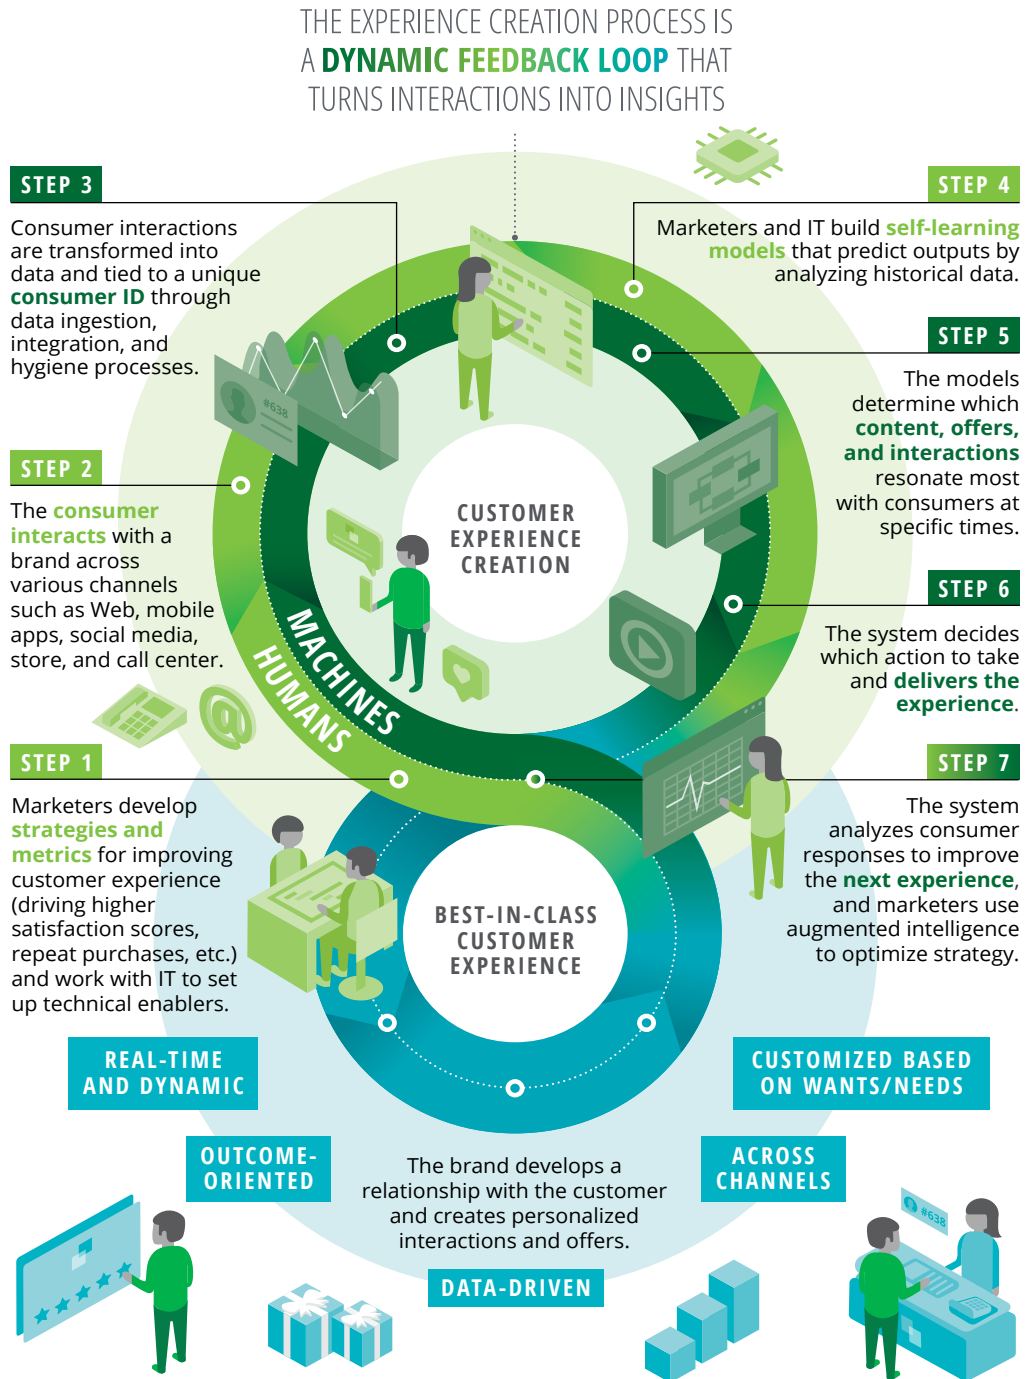 THE EXPERIENCE CREATION PROCESS IS
A DYNAMIC FEEDBACK LOOP THAT
TURNS INTERACTIONS INTO INSIGHTS
STEP 3
Consumer interactions
are transformed into
data and tied to a unique
consumer ID through
data ingestion,
integration, and
hygiene processes.
STEP 4
Marketers and IT build self-learning
models that predict outputs by
analyzing historical data.
STEP 5
The models
determine which
content, offers,
and interactions
resonate most
with consumers at
specific times.
#638
STEP 2
The consumer
interacts with a
brand across
various channels
such as Web, mobile
apps, social media,
store, and call center.
CUSTOMER
EXPERIENCE
CREATION
STEP 6
The system decides
which action to take
and delivers the
experience.
MACHINES
HUMANS
@
STEP 1
Marketers develop
strategies and
metrics for improving
customer experience
(driving higher
satisfaction scores,
repeat purchases, etc.)
and work with IT to set
up technical enablers.
STEP 7
The system
analyzes consumer
responses to improve
the next experience,
and marketers use
augmented intelligence
to optimize strategy.
BEST-IN-CLASS
CUSTOMER
EXPERIENCE
REAL-TIME
AND DYNAMIC
CUSTOMIZED BASED
ON WANTS/NEEDS
OUTCOME-
ORIENTED
ACROSS
CHANNELS
The brand develops a
relationship with the customer
and creates personalized
interactions and offers.
DATA-DRIVEN
#638